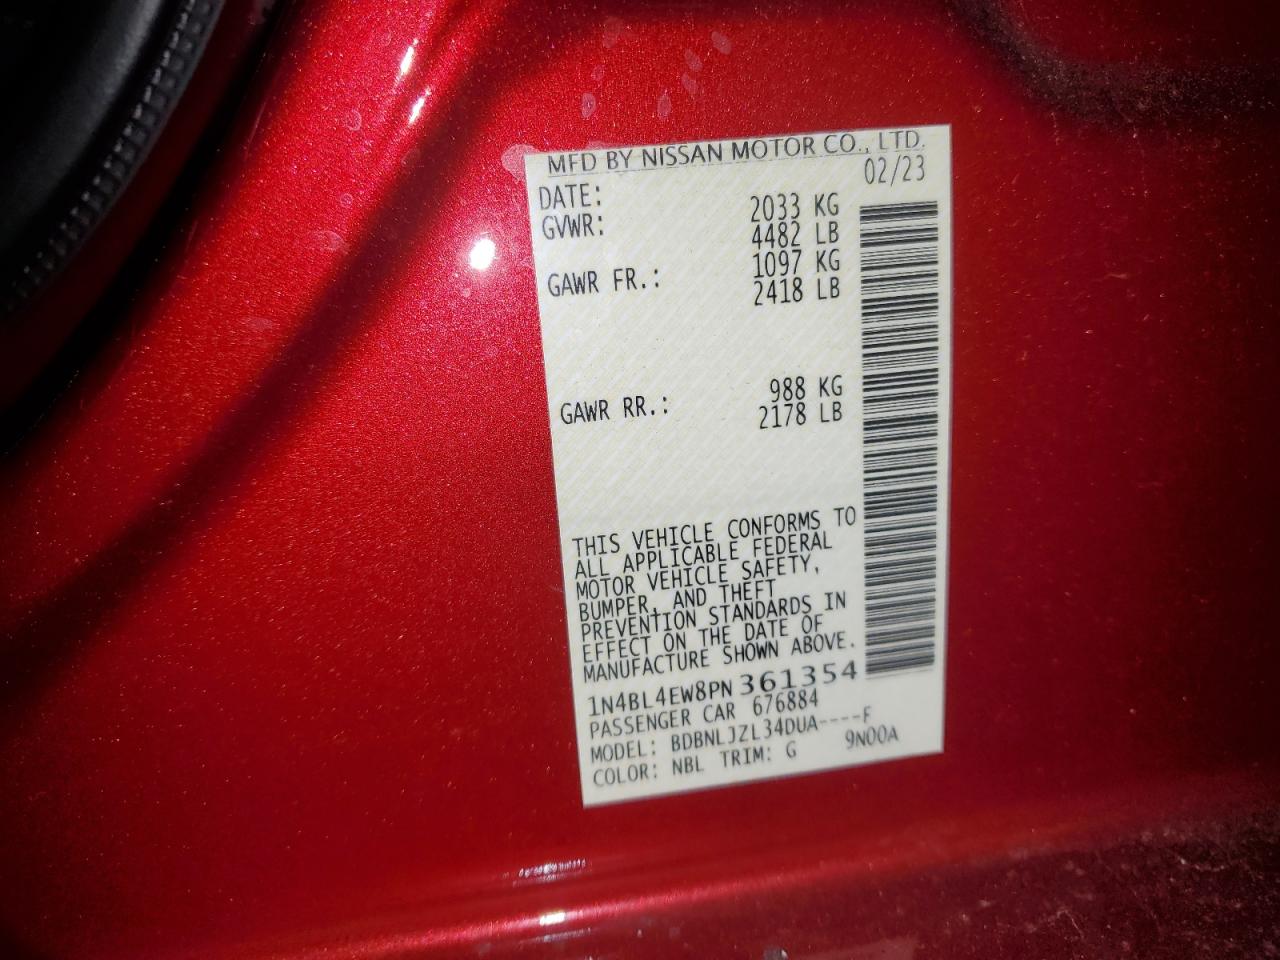 MFD BY NISSAN MOTOR CO., LTD.
DATE: 02/23
GVWR: 2033 KG
4482 LB
GAWR FR.: 1097 KG
2418 LB
GAWR RR.: 988 KG
2178 LB
THIS VEHICLE CONFORMS TO
ALL APPLICABLE FEDERAL
MOTOR VEHICLE SAFETY,
BUMPER, AND THEFT
PREVENTION STANDARDS IN
EFFECT ON THE DATE OF
MANUFACTURE SHOWN ABOVE.
1N4BL4EW8PN361354
PASSENGER CAR 676884
MODEL: BDBNLJZL34DUA----F
COLOR: NBL TRIM: G 9N00A